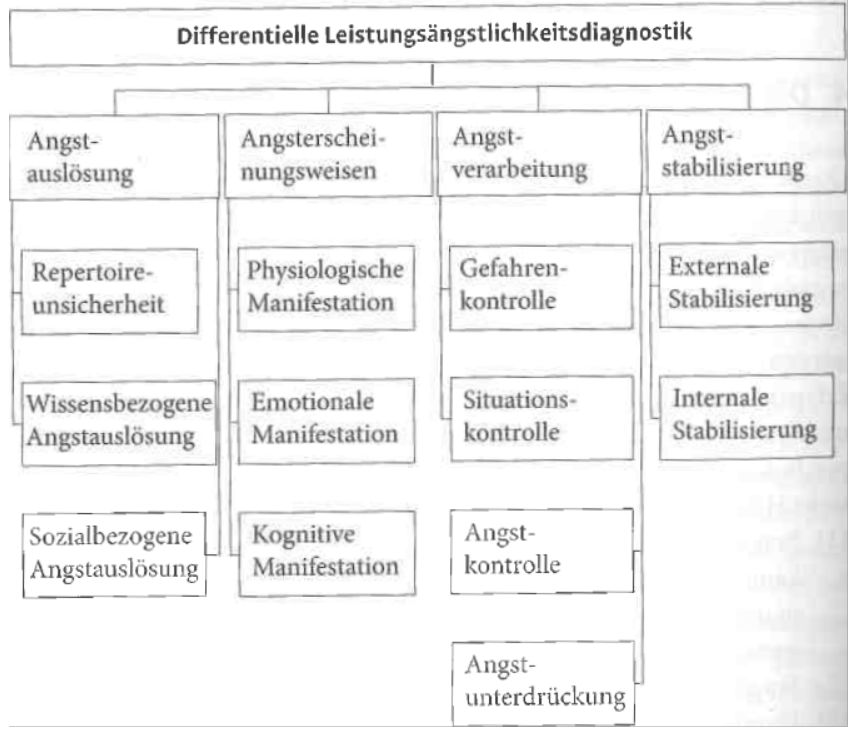 Differentielle Leistungsängstlichkeitsdiagnostik
Angst-
auslösung
Repertoire-
unsicherheit
Wissensbezogene
Angstauslösung
Sozialbezogene
Angstauslösung
Angsterschei-
nungsweisen
Physiologische
Manifestation
Emotionale
Manifestation
Kognitive
Manifestation
Angst-
verarbeitung
Gefahren-
kontrolle
Situations-
kontrolle
Angst-
kontrolle
Angst-
unterdrückung
Angst-
stabilisierung
Externale
Stabilisierung
Internale
Stabilisierung